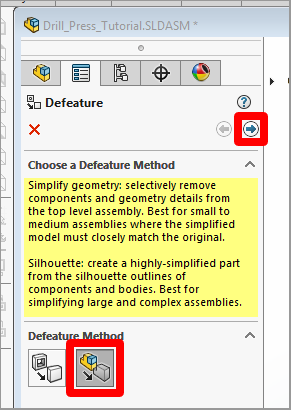 Drill_Press_Tutorial.SLDASM *
Defeature
Choose a Defeature Method
Simplify geometry: selectively remove
components and geometry details from
the top level assembly. Best for small to
medium assemblies where the simplified
model must closely match the original.
Silhouette: create a highly-simplified part
from the silhouette outlines of
components and bodies. Best for
simplifying large and complex assemblies.
Defeature Method